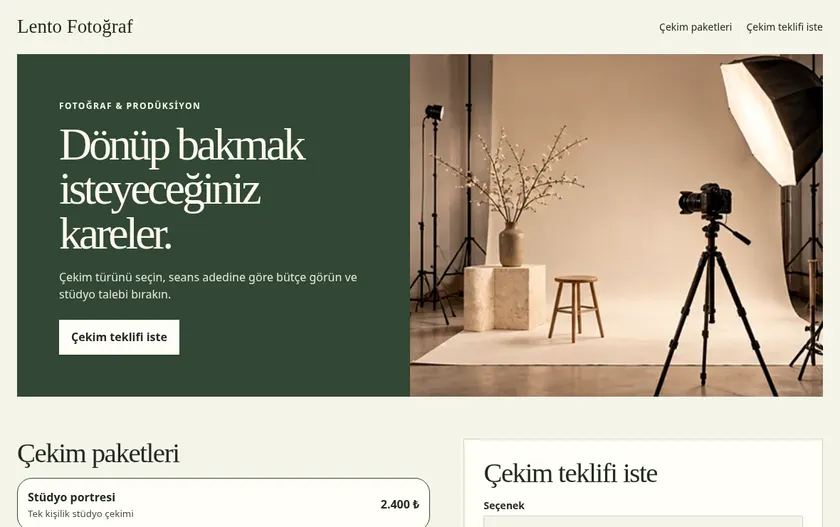 Lento Fotoğraf
Çekim paketleri
Çekim teklifi iste
FOTOĞRAF & PRODÜKSİYON
Dönüp bakmak
isteyeceğiniz
kareler.
Çekim türünü seçin, seans adedine göre bütçe görün ve
stüdyo talebi bırakın.
Çekim teklifi iste
Çekim paketleri
Stüdyo portresi
Tek kişilik stüdyo çekimi
2.400 ₺
Çekim teklifi iste
Seçenek